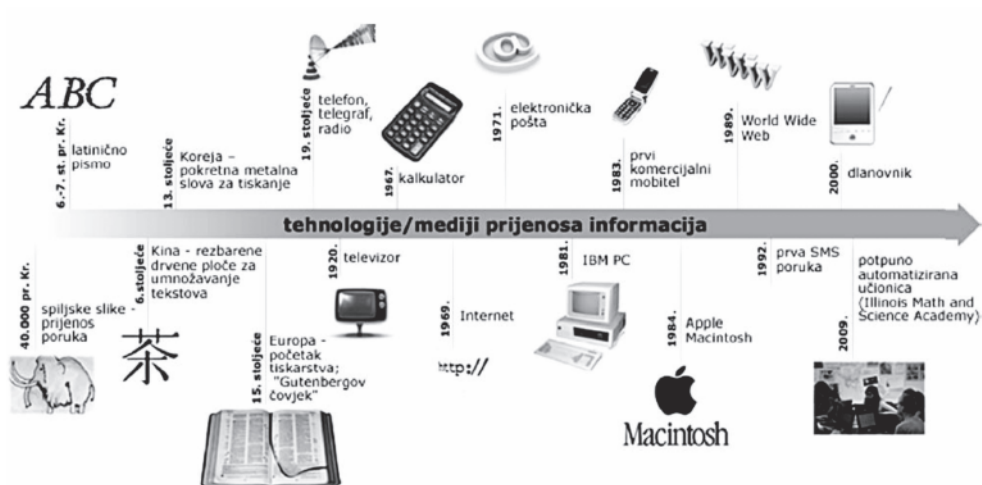 ABC
6.-7. st. pr. Kr.
latinično
pismo
13. stoljeće
Koreja –
pokretna metalna
slova za tiskanje
19. stoljeće
telefon,
telegraf,
radio
1967.
kalkulator
1971.
elektronička
pošta
1983.
prvi
komercijalni
mobitel
1989.
World Wide
Web
2000.
dlanovnik
tehnologije/mediji prijenosa informacija
40.000 pr. Kr.
spiljske slike -
prijenos
poruka
6.stoljeće
Kina - rezbarene
drvene ploče za
umnožavanje
tekstova
茶
15. stoljeće
Europa -
početak
tiskarstva;
"Gutenbergov
čovjek"
1920.
televizor
1969.
Internet
http://
1981.
IBM PC
1984.
Apple
Macintosh
Macintosh
1992.
prva SMS
poruka
2009.
potpuno
automatizirana
učionica
(Illinois Math and
Science Academy)